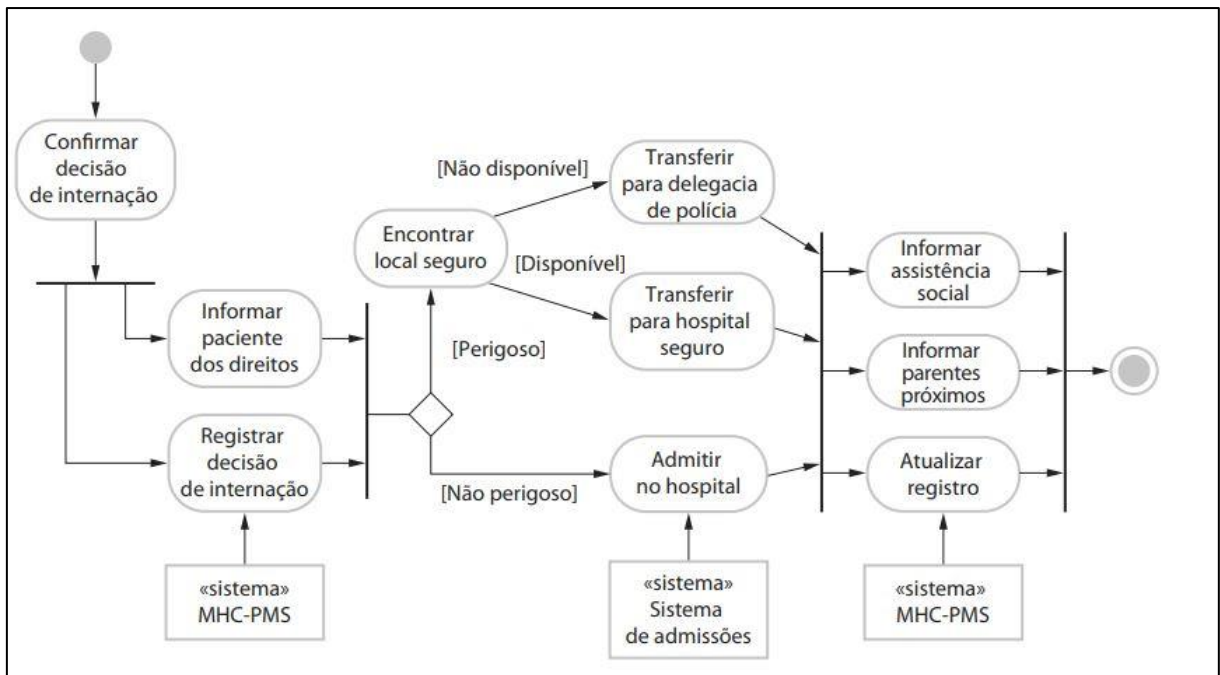 Confirmar
decisão
de internação
Informar
paciente
dos direitos
Registrar
decisão
de internação
«sistema»
MHC-PMS
Encontrar
local seguro
[Perigoso]
[Não perigoso]
[Não disponível]
[Disponível]
Transferir
para delegacia
de polícia
Transferir
para hospital
seguro
Admitir
no hospital
«sistema»
Sistema
de admissões
Informar
assistência
social
Informar
parentes
próximos
Atualizar
registro
«sistema»
MHC-PMS